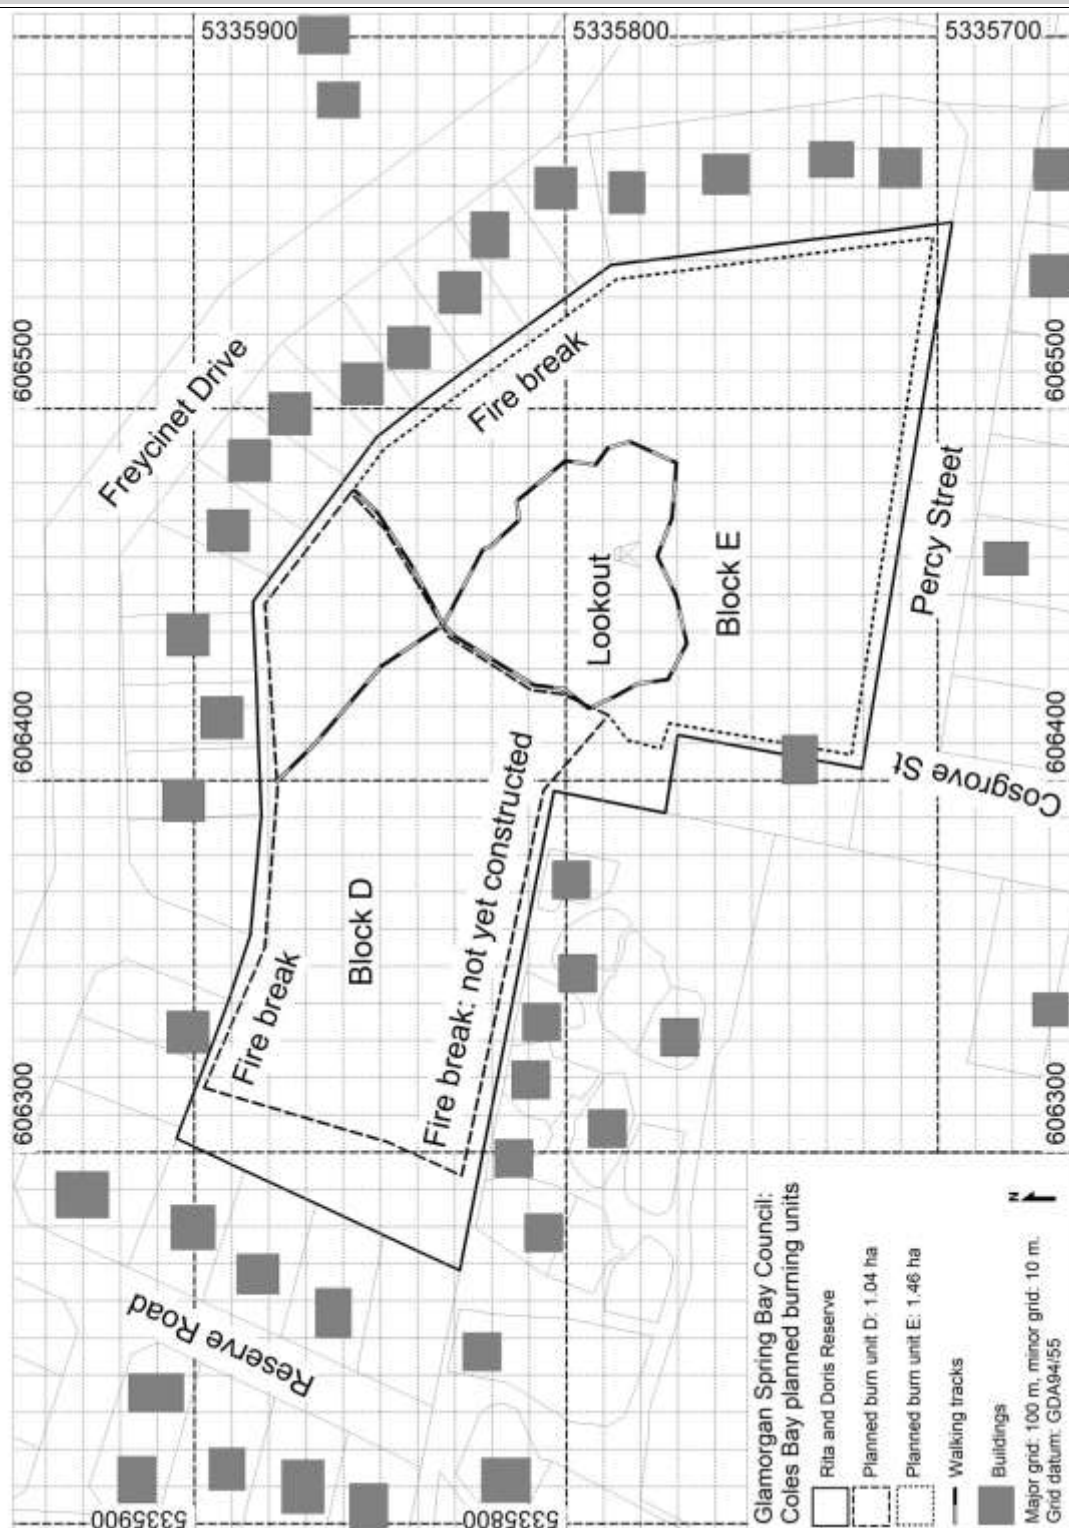 5335900
5335800
5335700
606500
606500
Freycinet Drive
Fire break
Percy Street
Lookout
Block E
606400
606400
Cosgrove St
Fire break: not yet constructed
Block D
Fire break
606300
606300
Reserve Road
5335900
5335800
Glamorgan Spring Bay Council:
Coles Bay planned burning units
Rita and Doris Reserve
Planned burn unit D: 1.04 ha
Planned burn unit E: 1.46 ha
Walking tracks
Buildings
N
Major grid: 100 m, minor grid: 10 m.
Grid datum: GDA94/55